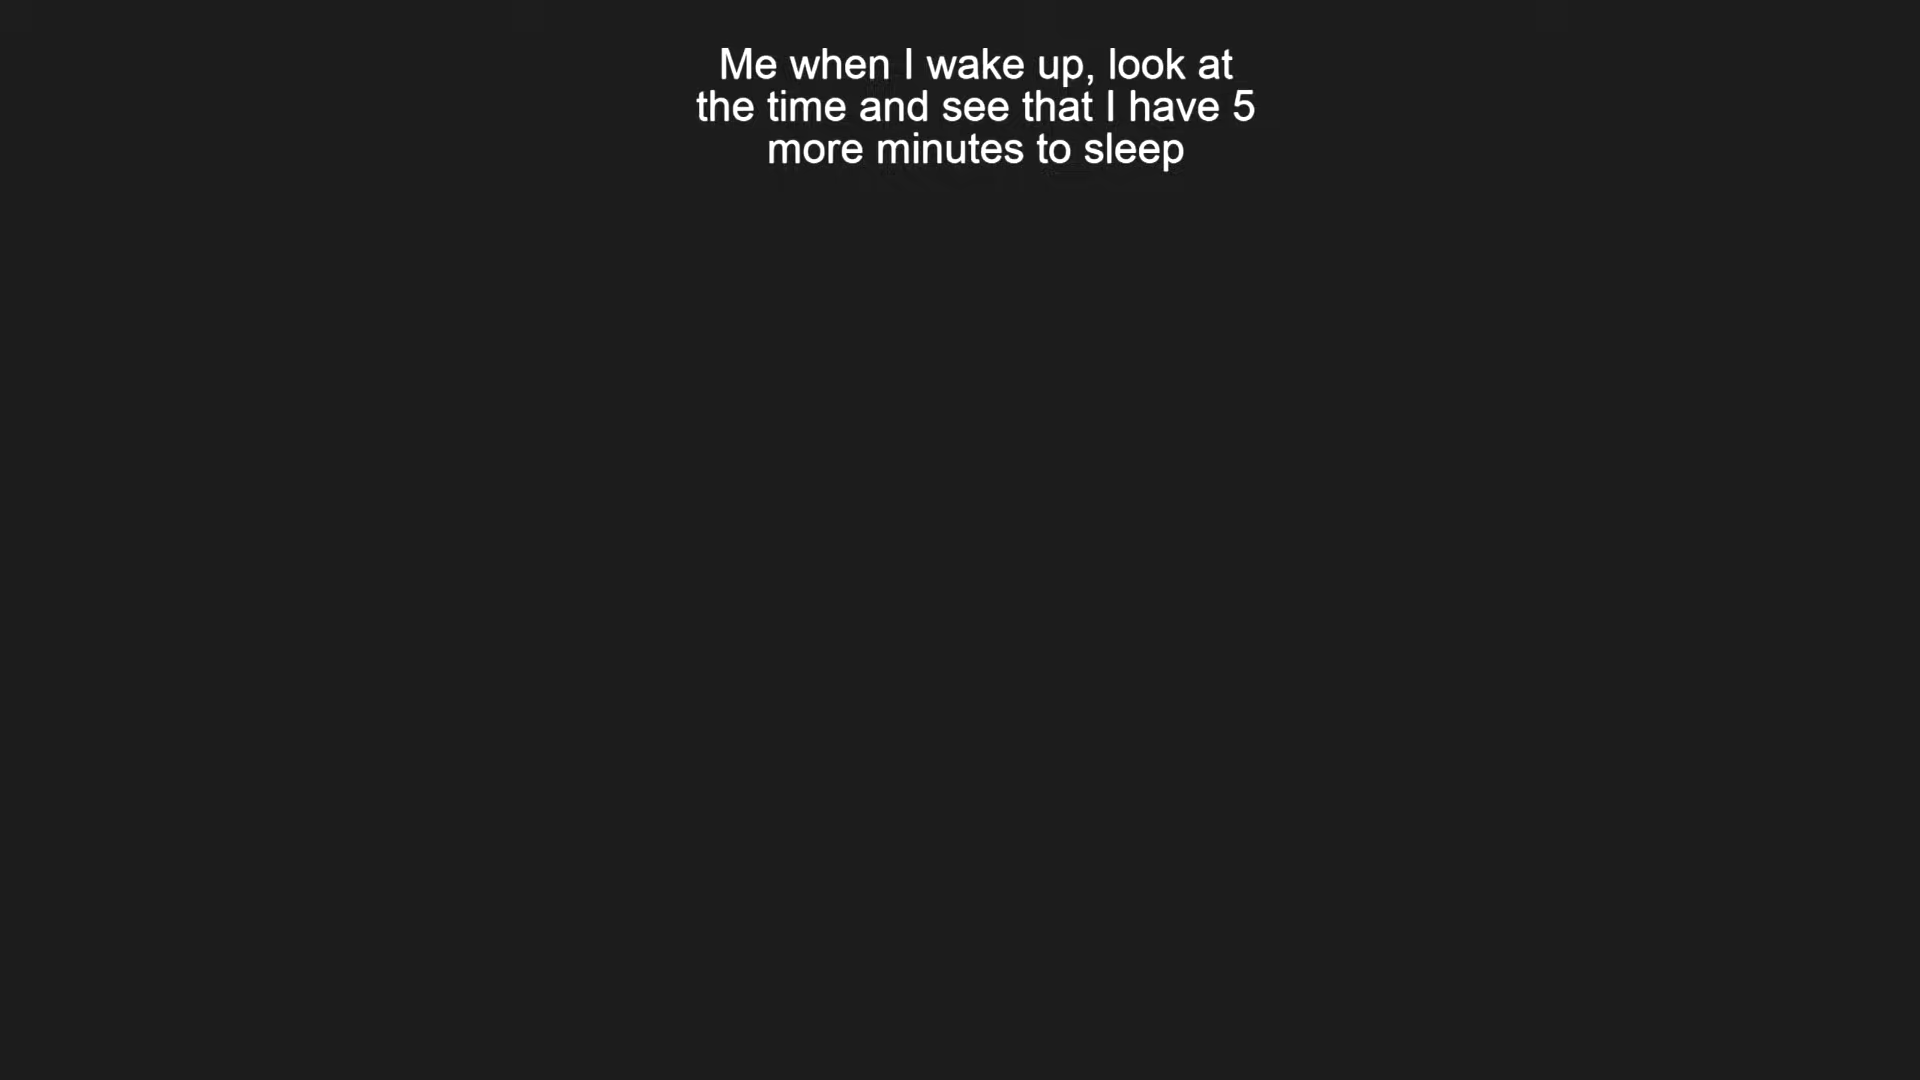 Me when I wake up, look at
the time and see that I have 5
more minutes to sleep